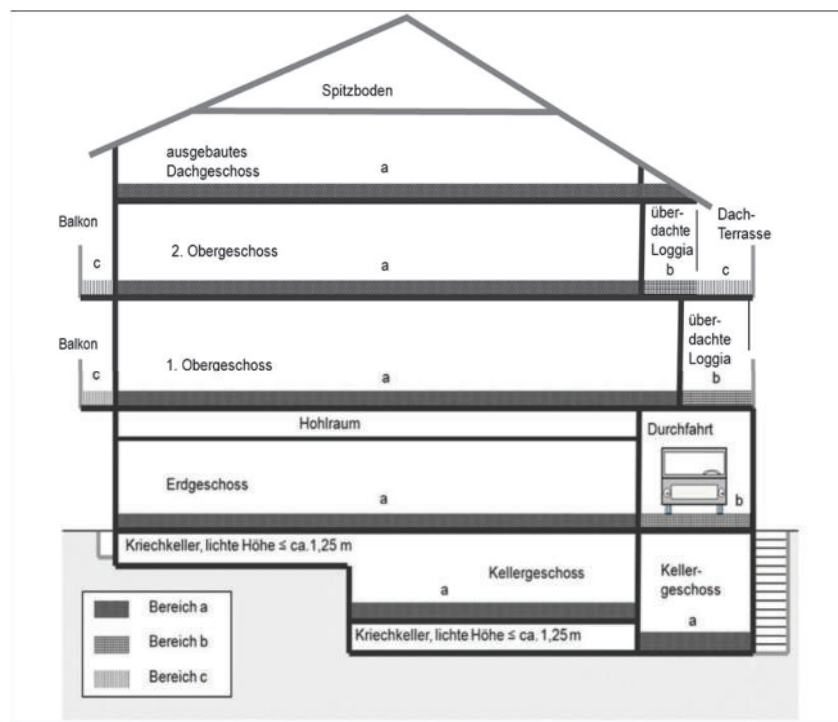 Spitzboden
ausgebautes
Dachgeschoss
a
Balkon
c
2. Obergeschoss
a
über-
dachte
Loggia
b
Dach-
Terrasse
c
Balkon
c
1. Obergeschoss
a
über-
dachte
Loggia
b
Hohlraum
Durchfahrt
Erdgeschoss
a
b
Kriechkeller, lichte Höhe ≤ ca.1,25 m
Kellergeschoss
a
Keller-
geschoss
a
Kriechkeller, lichte Höhe ≤ ca. 1,25 m
Bereich a
Bereich b
Bereich c